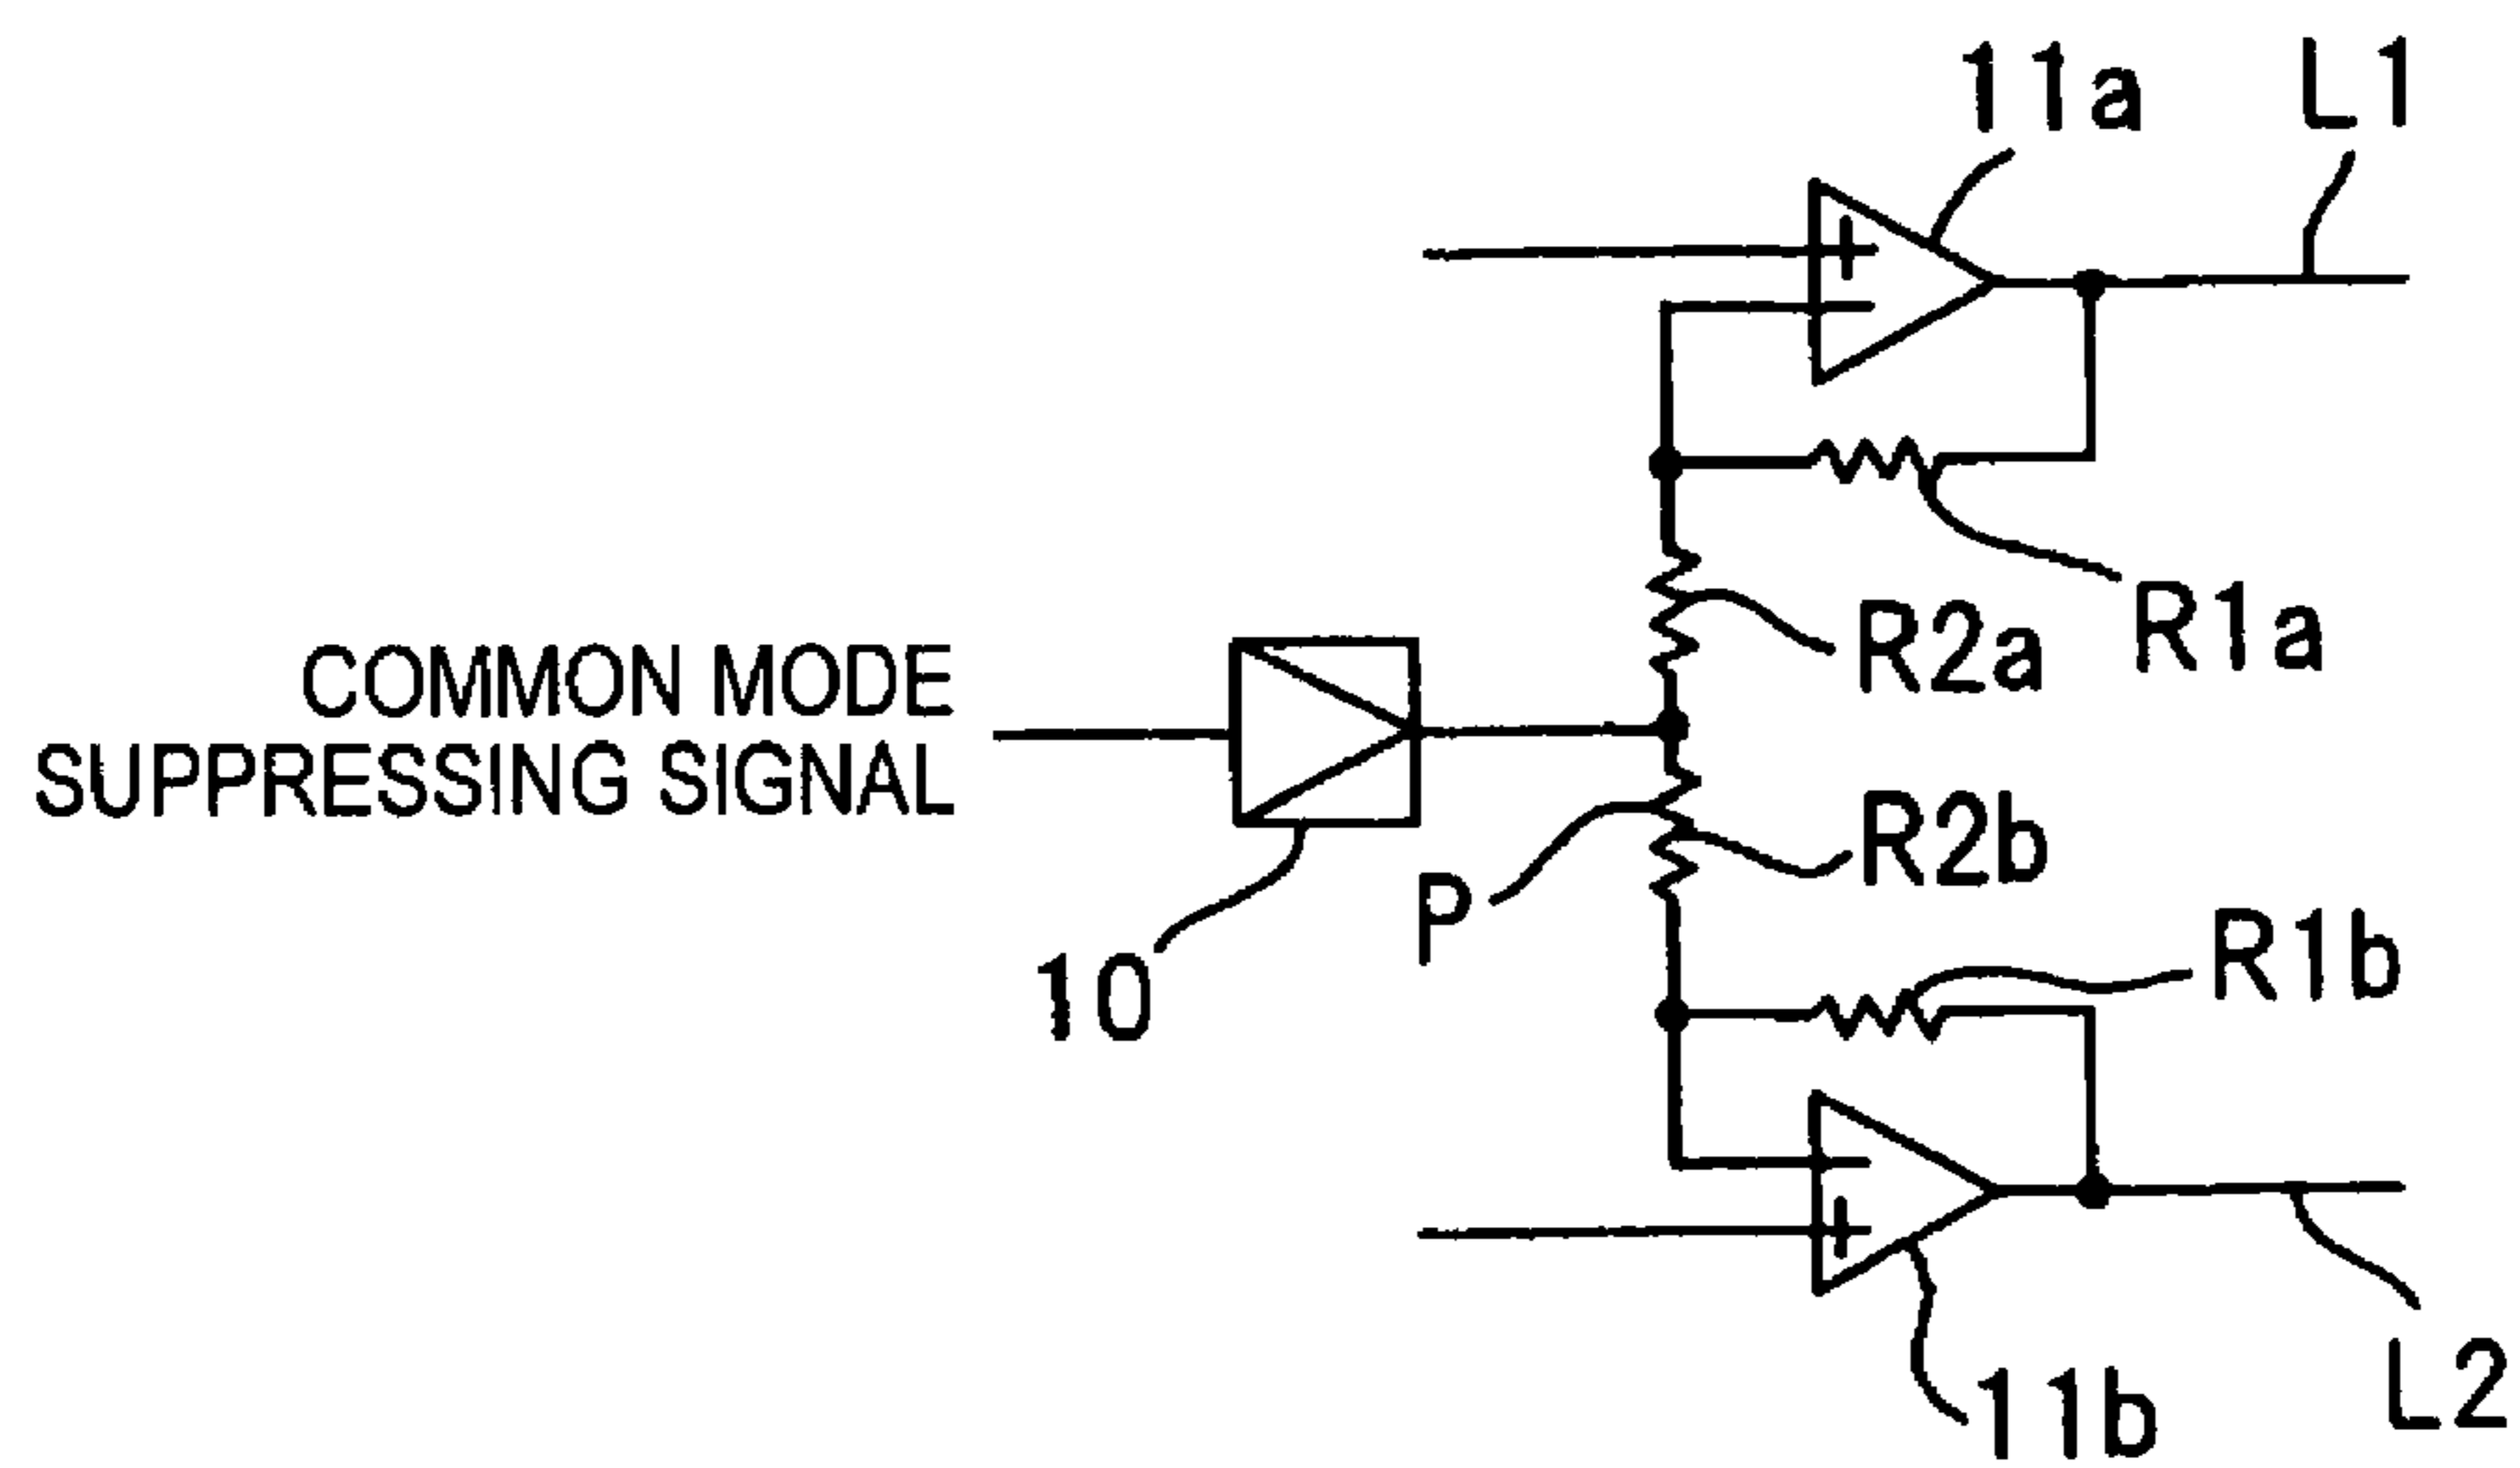 11a
L1
R1a
R2a
COMMON MODE
SUPPRESSING SIGNAL
R2b
P
R1b
10
L2
11b